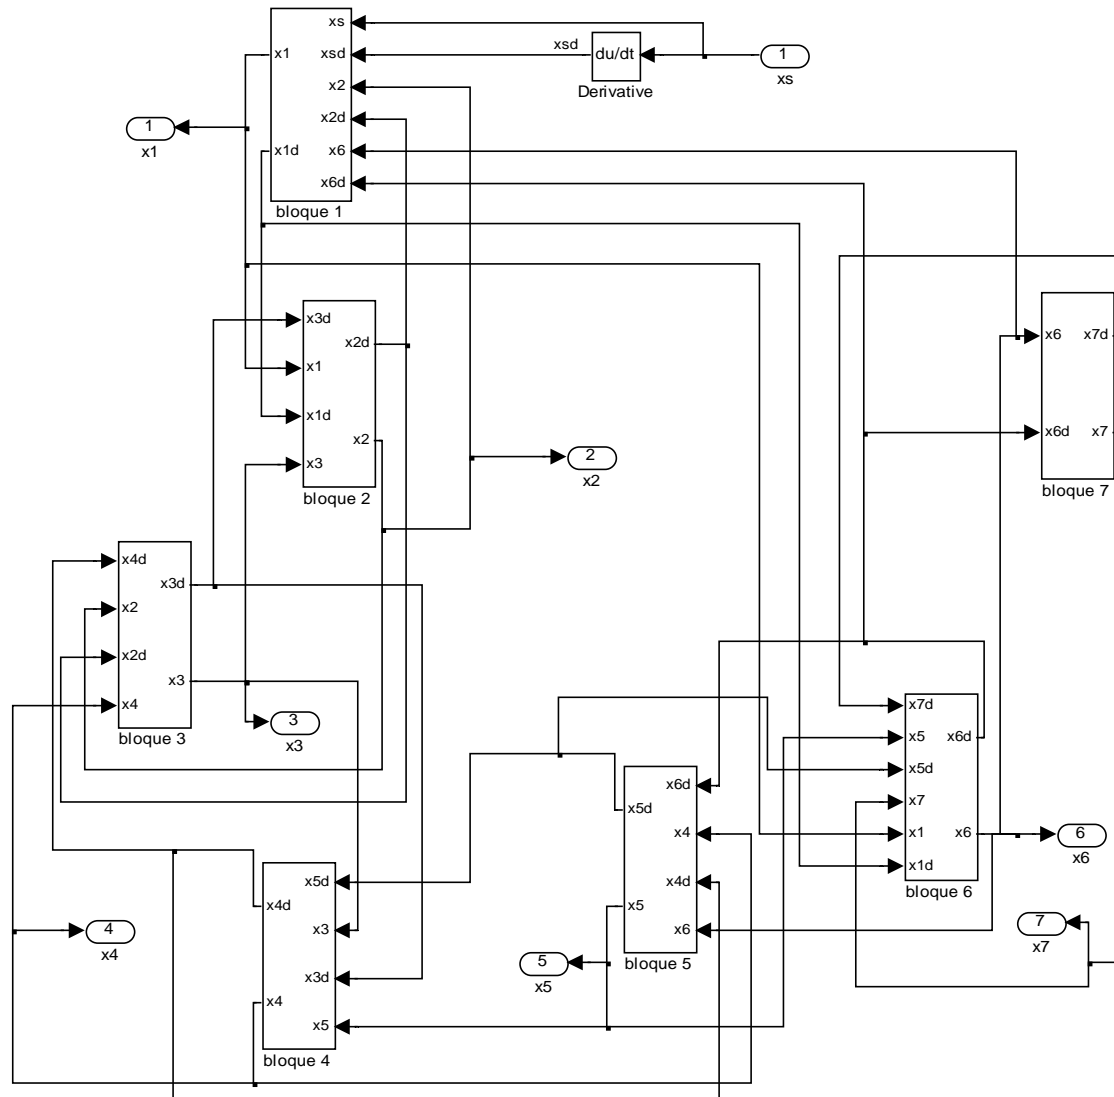 xs
x1
xsd
x2
x2d
x1d
x6
x6d
bloque 1
xsd
du/dt
Derivative
1
xs
1
x1
x3d
x2d
x1
x1d
x2
x3
bloque 2
2
x2
x6
x7d
x6d
x7
bloque 7
x4d
x3d
x2
x2d
x3
x4
bloque 3
3
x3
x7d
x5
x6d
x5d
x7
x1
x6
x1d
bloque 6
6
x6
x6d
x5d
x4
x4d
x5
x6
bloque 5
5
x5
7
x7
x5d
x4d
x3
x3d
x4
x5
bloque 4
4
x4